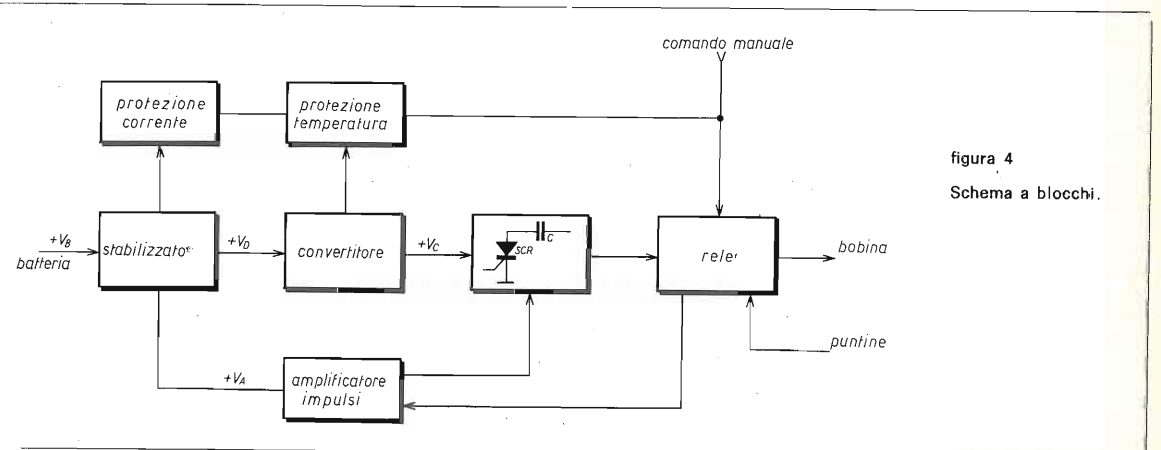 comando manuale
protezione
corrente
protezione
temperatura
figura 4
Schema a blocchi.
+VB
batteria
stabilizzato
+VD
convertitore
+VC
SCR
C
rele'
bobina
puntine
+VA
amplificatore
impulsi